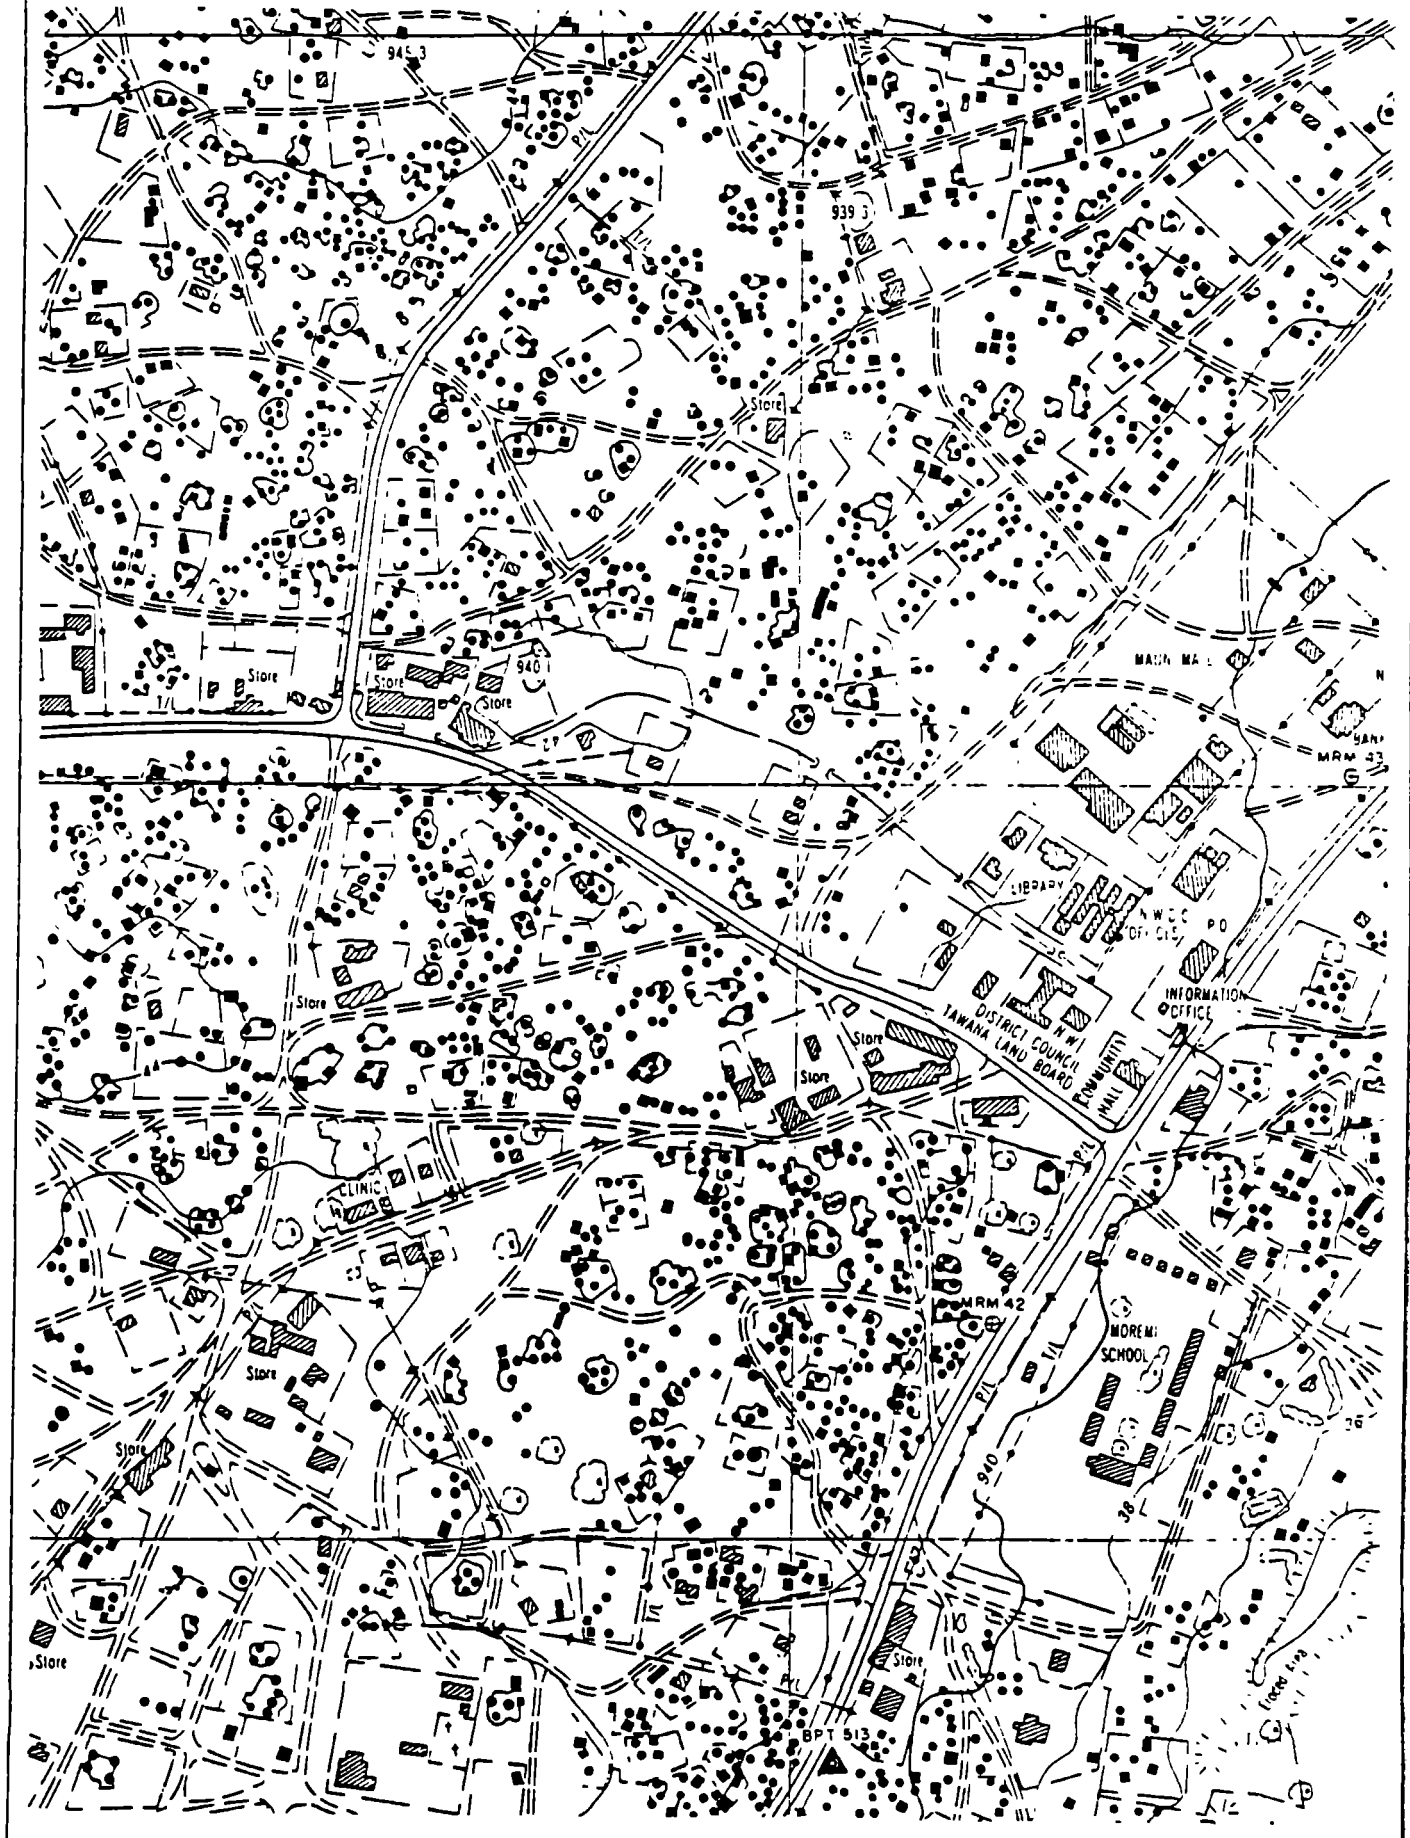 945 3
P/L
939 3
Store
Store
Store
Store
940
T/L
42
MAUN MA
MRM 43
G
LIBRARY
N W D C
P O
Store
INFORMATION
OFFICE
DISTRICT COUNCIL
N W
TAWANA LAND BOARD
COMMUNITY
HALL
Store
Store
P/L
CLINIC
P/L
MRM 42
T/L
MOREMI
SCHOOL
Store
P/L
Store
36
940
38
Store
Store
P/L
BPT 513